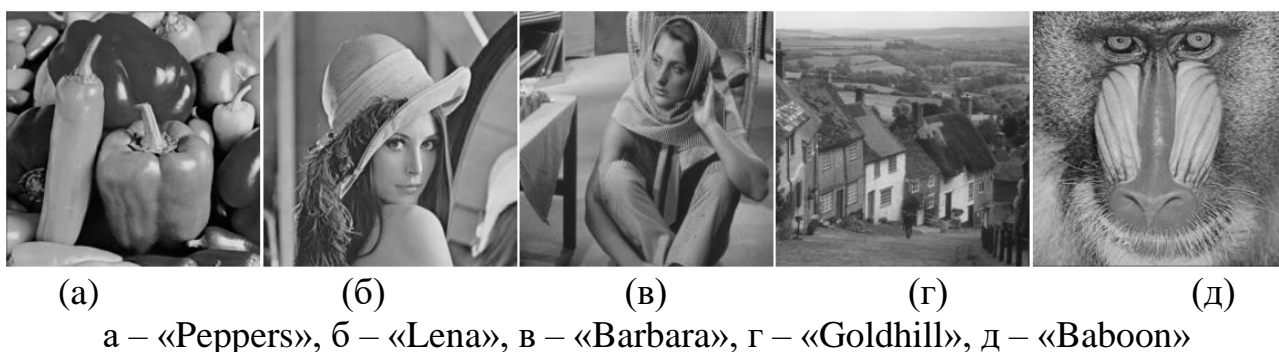 (а) (б) (в) (г) (д)
а – «Peppers», б – «Lena», в – «Barbara», г – «Goldhill», д – «Baboon»